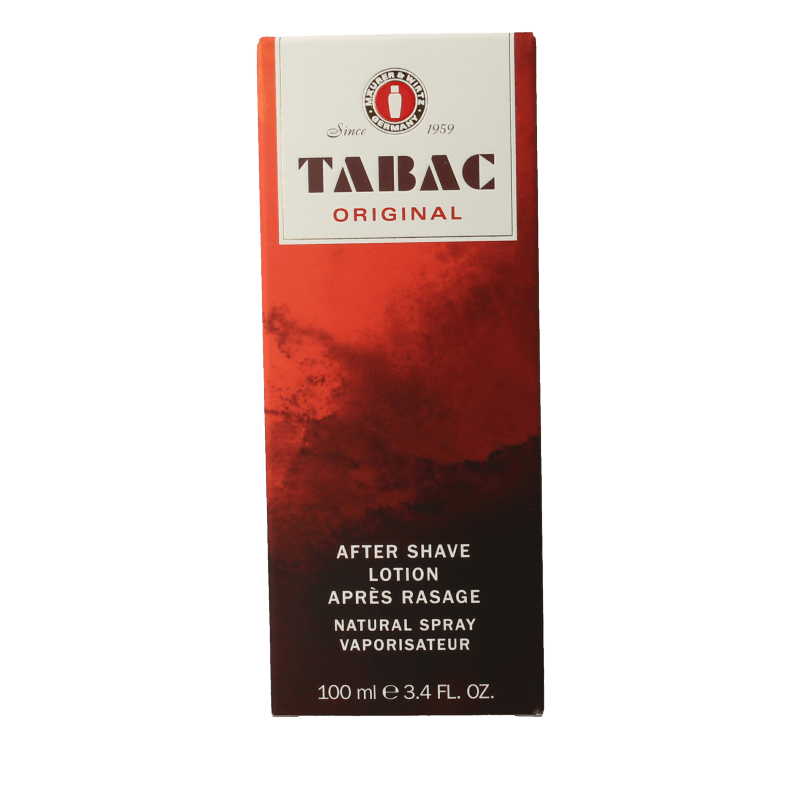 MÄURER & WIRTZ
· GERMANY ·
Since 1959
TABAC
ORIGINAL
AFTER SHAVE
LOTION
APRÈS RASAGE
NATURAL SPRAY
VAPORISATEUR
100 ml ℮ 3.4 FL. OZ.